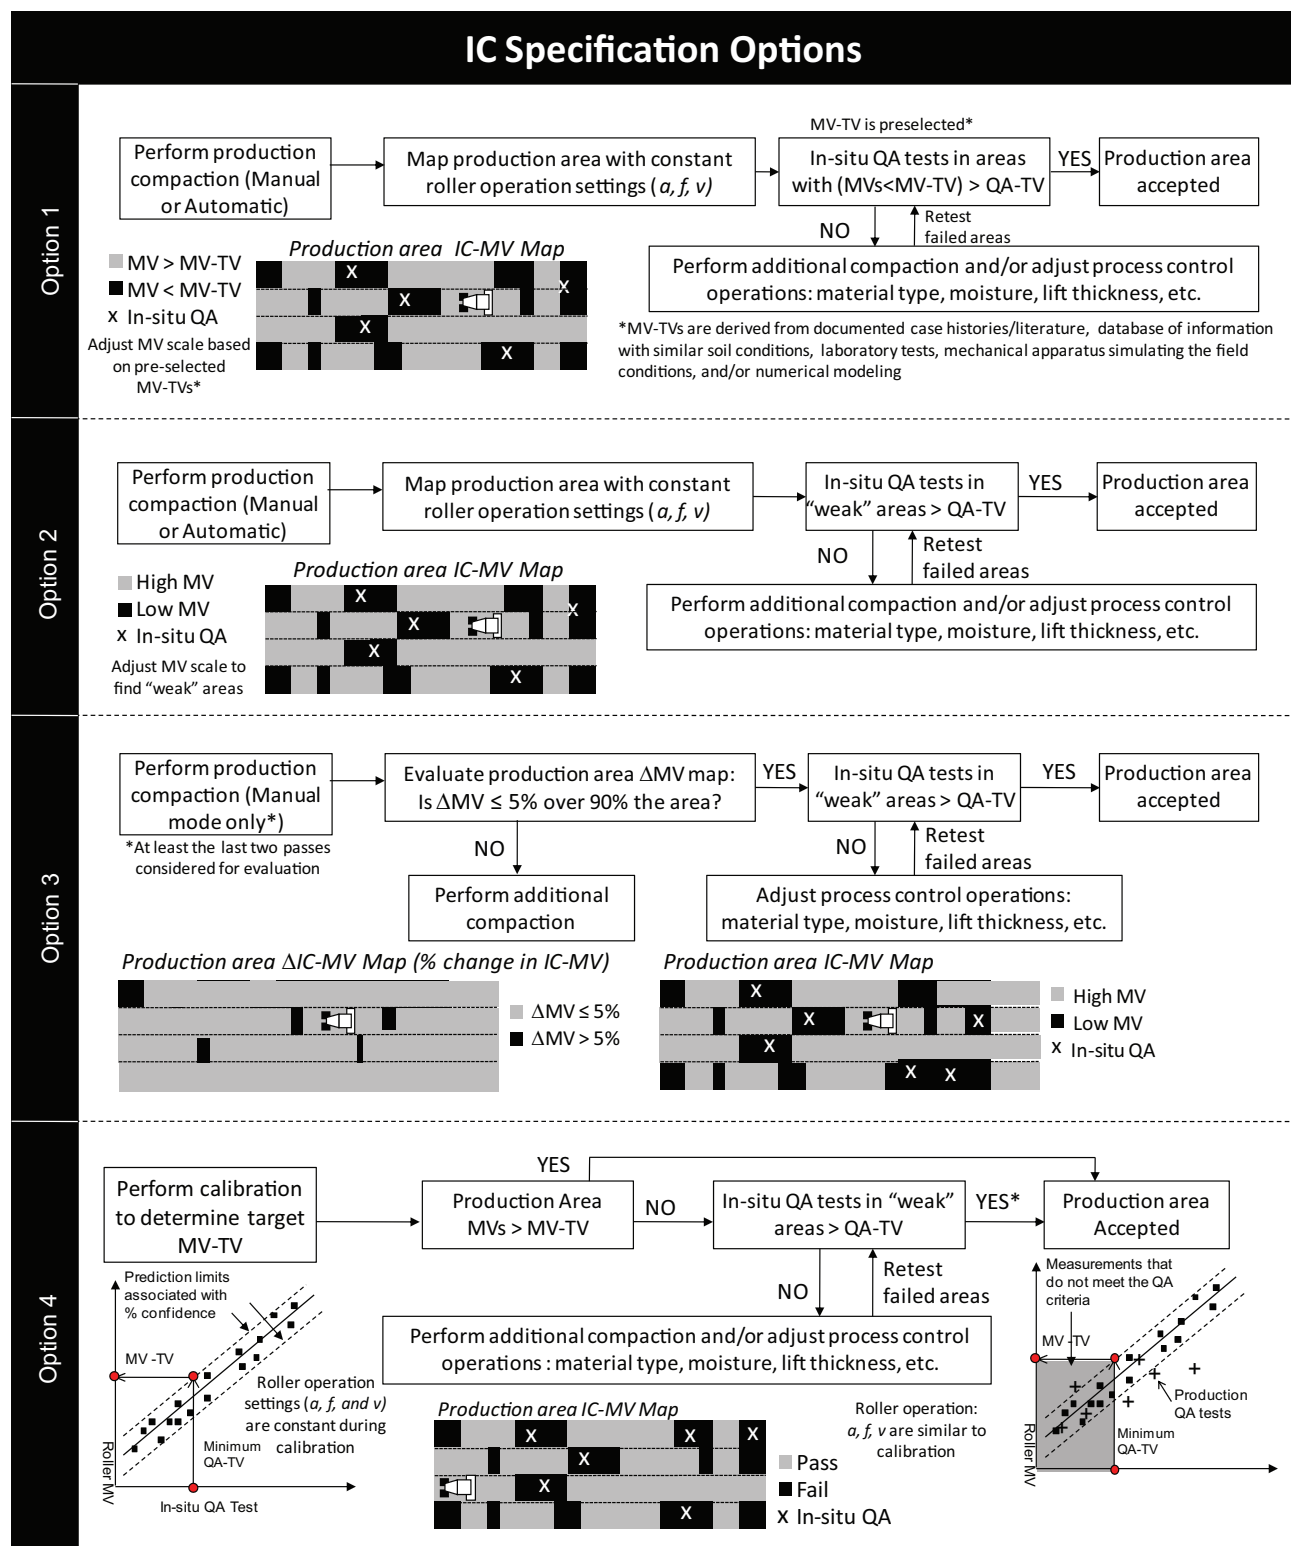 IC Specification Options
Option 1
Perform production
compaction (Manual
or Automatic)
Map production area with constant
roller operation settings (a, f, v)
MV-TV is preselected*
In-situ QA tests in areas
with (MVs<MV-TV) > QA-TV
YES
Production area
accepted
NO
Retest
failed areas
Perform additional compaction and/or adjust process control
operations: material type, moisture, lift thickness, etc.
*MV-TVs are derived from documented case histories/literature, database of information
with similar soil conditions, laboratory tests, mechanical apparatus simulating the field
conditions, and/or numerical modeling
Production area IC-MV Map
MV > MV-TV
MV < MV-TV
x In-situ QA
Adjust MV scale based
on pre-selected
MV-TVs*
x
x
x
x
x
Option 2
Perform production
compaction (Manual
or Automatic)
Map production area with constant
roller operation settings (a, f, v)
In-situ QA tests in
"weak" areas > QA-TV
YES
Production area
accepted
NO
Retest
failed areas
Perform additional compaction and/or adjust process control
operations: material type, moisture, lift thickness, etc.
Production area IC-MV Map
High MV
Low MV
x In-situ QA
Adjust MV scale to
find "weak" areas
x
x
x
x
x
Option 3
Perform production
compaction (Manual
mode only*)
*At least the last two passes
considered for evaluation
Evaluate production area ΔMV map:
Is ΔMV ≤ 5% over 90% the area?
YES
In-situ QA tests in
"weak" areas > QA-TV
YES
Production area
accepted
NO
Perform additional
compaction
NO
Retest
failed areas
Adjust process control operations:
material type, moisture, lift thickness, etc.
Production area ΔIC-MV Map (% change in IC-MV)
ΔMV ≤ 5%
ΔMV > 5%
Production area IC-MV Map
High MV
Low MV
x In-situ QA
x
x
x
x
x
x
Option 4
Perform calibration
to determine target
MV-TV
YES
Production Area
MVs > MV-TV
NO
In-situ QA tests in "weak"
areas > QA-TV
YES*
Production area
Accepted
NO
Retest
failed areas
Perform additional compaction and/or adjust process control
operations : material type, moisture, lift thickness, etc.
Prediction limits
associated with
% confidence
MV -TV
Roller operation
settings (a, f, and v)
are constant during
calibration
Minimum
QA-TV
Roller MV
In-situ QA Test
Production area IC-MV Map
x
x
x
x
x
x
Roller operation:
a, f, v are similar to
calibration
Pass
Fail
x In-situ QA
Measurements that
do not meet the QA
criteria
MV -TV
Production
QA tests
Minimum
QA-TV
Roller MV